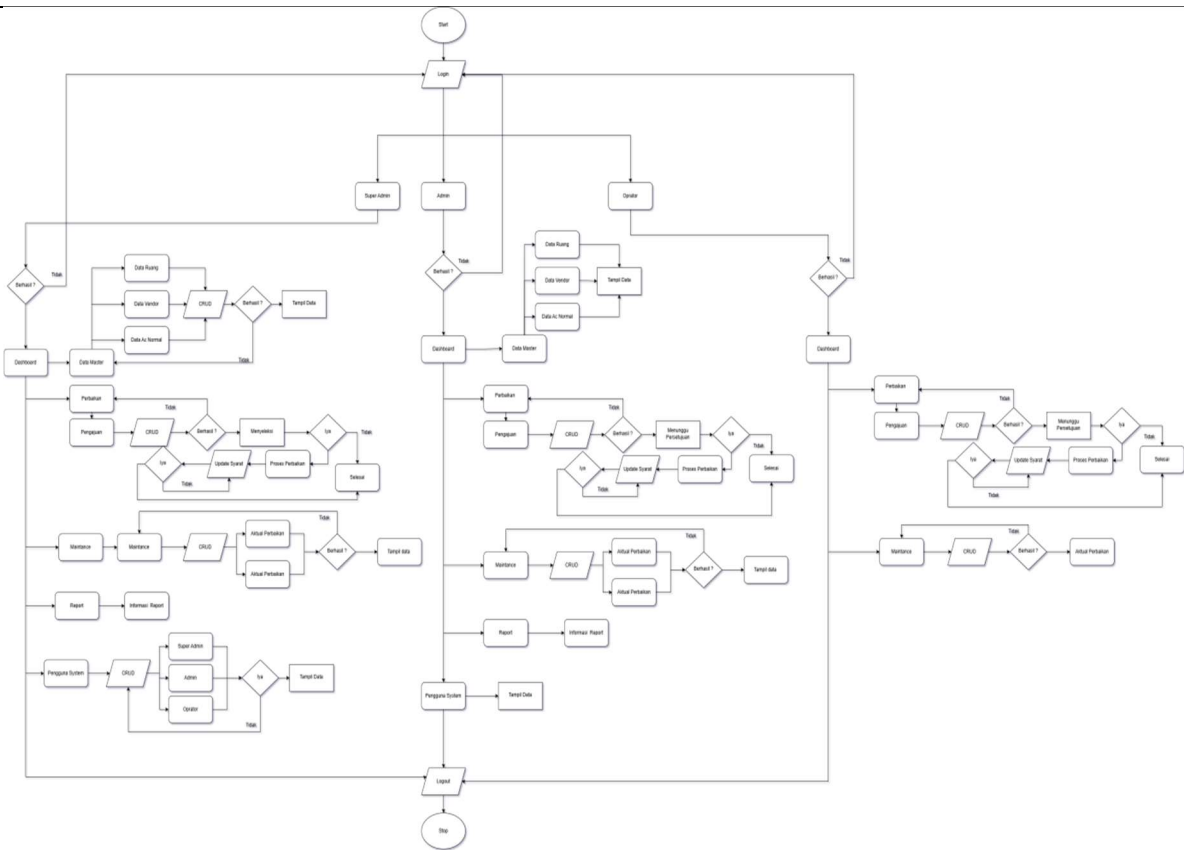 Start
Login
Super Admin
Admin
Oprator
Berhasil ?
Tidak
Data Ruang
Data Vendor
Data Ac Normal
CRUD
Berhasil ?
Tampil Data
Tidak
Dashboard
Data Master
Perbaikan
Tidak
Pengajuan
CRUD
Berhasil ?
Menyeleksi
Iya
Tidak
Iya
Update Syarat
Proses Perbaikan
Selesai
Tidak
Tidak
Maintance
Maintance
CRUD
Aktual Perbaikan
Aktual Perbaikan
Berhasil ?
Tampil data
Report
Informasi Report
Pengguna System
CRUD
Super Admin
Admin
Oprator
Iya
Tampil Data
Tidak
Berhasil ?
Tidak
Data Ruang
Data Vendor
Data Ac Normal
Tampil Data
Dashboard
Data Master
Perbaikan
Tidak
Pengajuan
CRUD
Berhasil ?
Menunggu
Persetujuan
Iya
Tidak
Iya
Update Syarat
Proses Perbaikan
Selesai
Tidak
Tidak
Maintance
CRUD
Aktual Perbaikan
Aktual Perbaikan
Berhasil ?
Tampil data
Report
Informasi Report
Pengguna System
Tampil Data
Berhasil ?
Tidak
Dashboard
Perbaikan
Tidak
Pengajuan
CRUD
Berhasil ?
Menunggu
Persetujuan
Iya
Tidak
Iya
Update Syarat
Proses Perbaikan
Selesai
Tidak
Tidak
Maintance
CRUD
Berhasil ?
Aktual Perbaikan
Logout
Stop